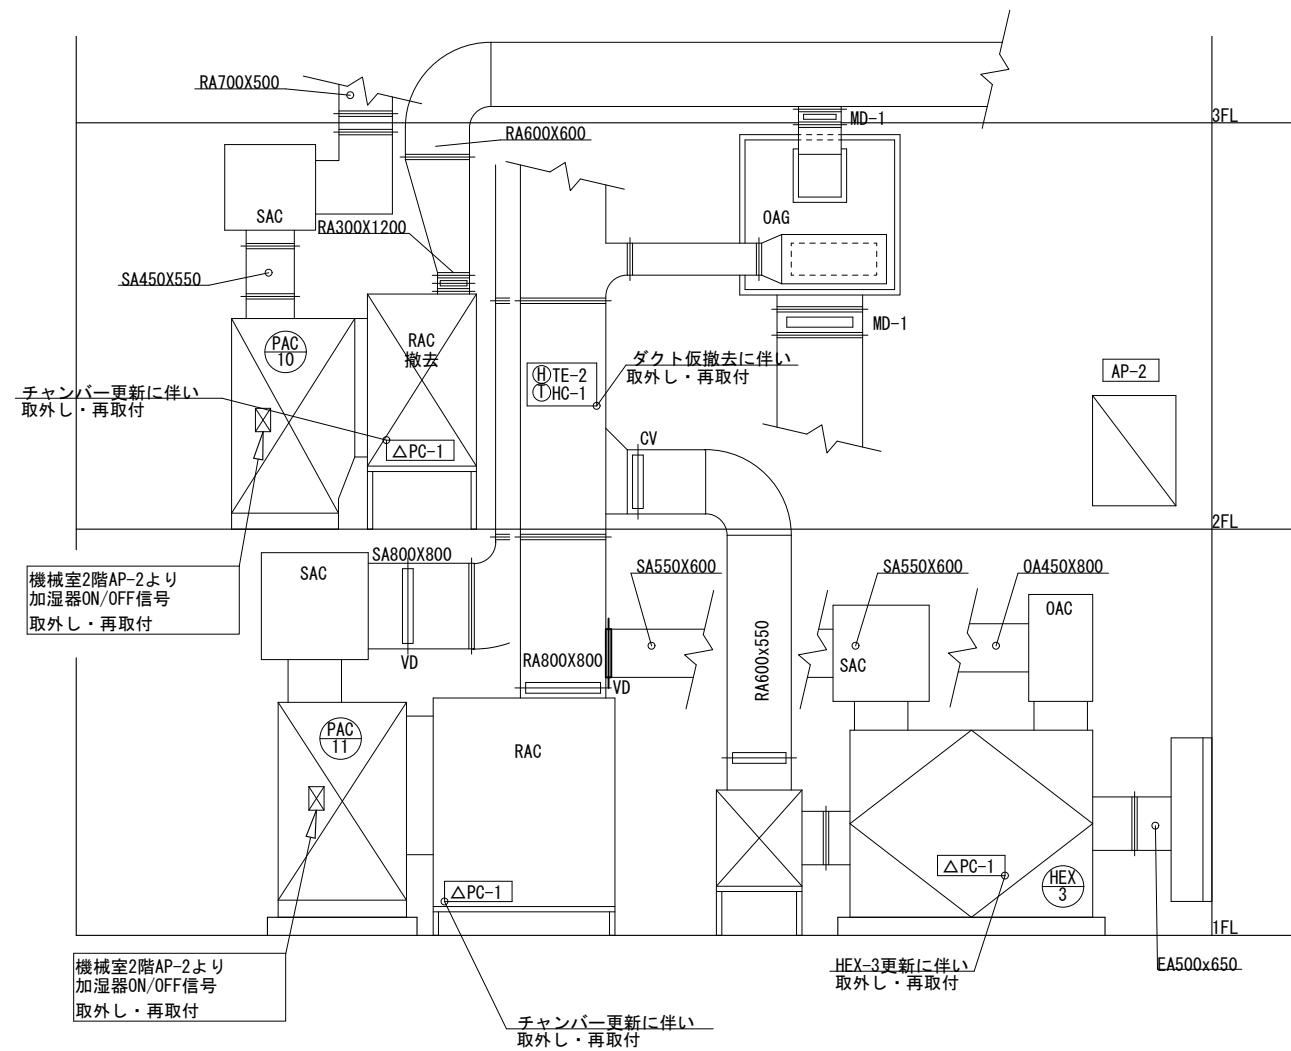 RA700X500
MD-1
3FL
RA600X600
SAC
OAG
RA300X1200
SA450X550
MD-1
PAC
10
RAC
撤去
ダクト仮撤去に伴い
取外し・再取付
H TE-2
T HC-1
AP-2
チャンバー更新に伴い
取外し・再取付
CV
△PC-1
2FL
SA800X800
SAC
SA550X600
SA550X600
OA450X800
機械室2階AP-2より
加湿器ON/OFF信号
取外し・再取付
OAC
VD
RA800X800
VD
RA600x550
SAC
PAC
11
RAC
△PC-1
△PC-1
HEX
3
1FL
機械室2階AP-2より
加湿器ON/OFF信号
取外し・再取付
HEX-3更新に伴い
取外し・再取付
EA500x650
チャンバー更新に伴い
取外し・再取付